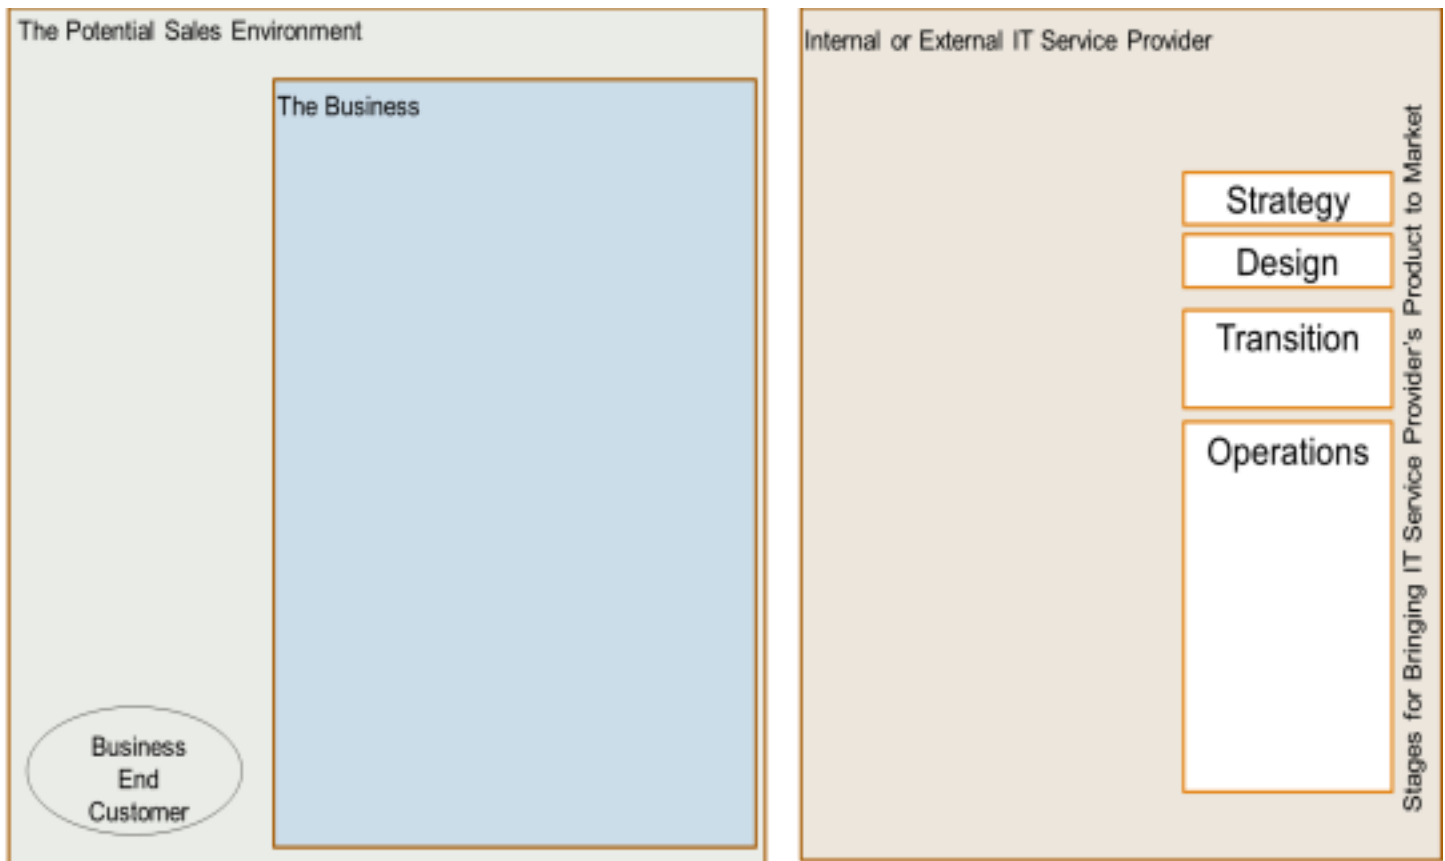 The Potential Sales Environment
The Business
Business
End
Customer
Internal or External IT Service Provider
Strategy
Design
Transition
Operations
Stages for Bringing IT Service Provider's Product to Market